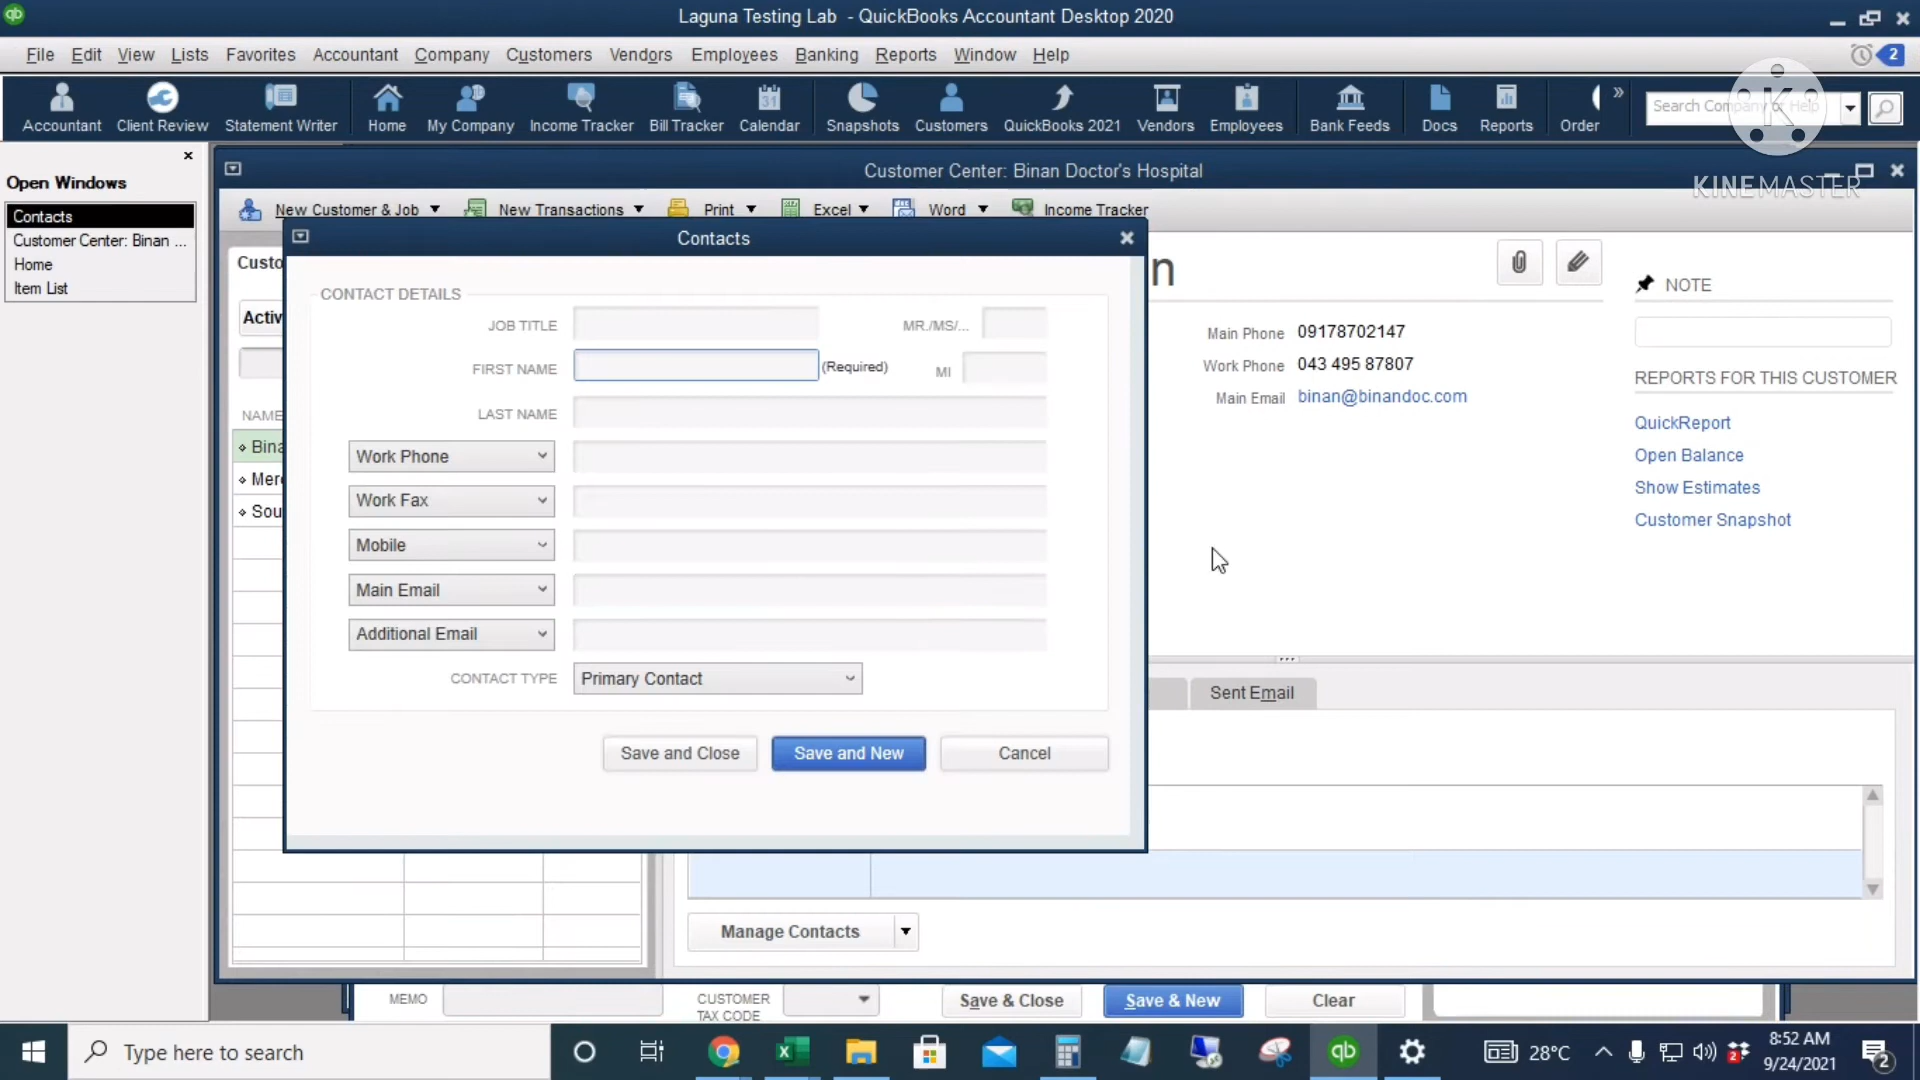 Laguna Testing Lab - QuickBooks Accountant Desktop 2020
File Edit View Lists Favorites Accountant Company Customers Vendors Employees Banking Reports Window Help
2
Accountant Client Review Statement Writer Home My Company Income Tracker Bill Tracker Calendar Snapshots Customers QuickBooks 2021 Vendors Employees Bank Feeds Docs Reports Order
31
Search Company or Help
K
KINEMASTER
Open Windows
Contacts
Customer Center: Binan ...
Home
Item List
Customer Center: Binan Doctor's Hospital
New Customer & Job New Transactions Print Excel Word Income Tracker
Custo
Activ
NAME
Bina
Merc
Sou
Contacts
CONTACT DETAILS
JOB TITLE MR./MS/...
FIRST NAME (Required) MI
LAST NAME
Work Phone
Work Fax
Mobile
Main Email
Additional Email
CONTACT TYPE Primary Contact
Save and Close Save and New Cancel
n
Main Phone 09178702147
Work Phone 043 495 87807
Main Email binan@binandoc.com
NOTE
REPORTS FOR THIS CUSTOMER
QuickReport
Open Balance
Show Estimates
Customer Snapshot
Sent Email
Manage Contacts
MEMO CUSTOMER TAX CODE Save & Close Save & New Clear
Type here to search
qb
28°C
2
8:52 AM
9/24/2021
2